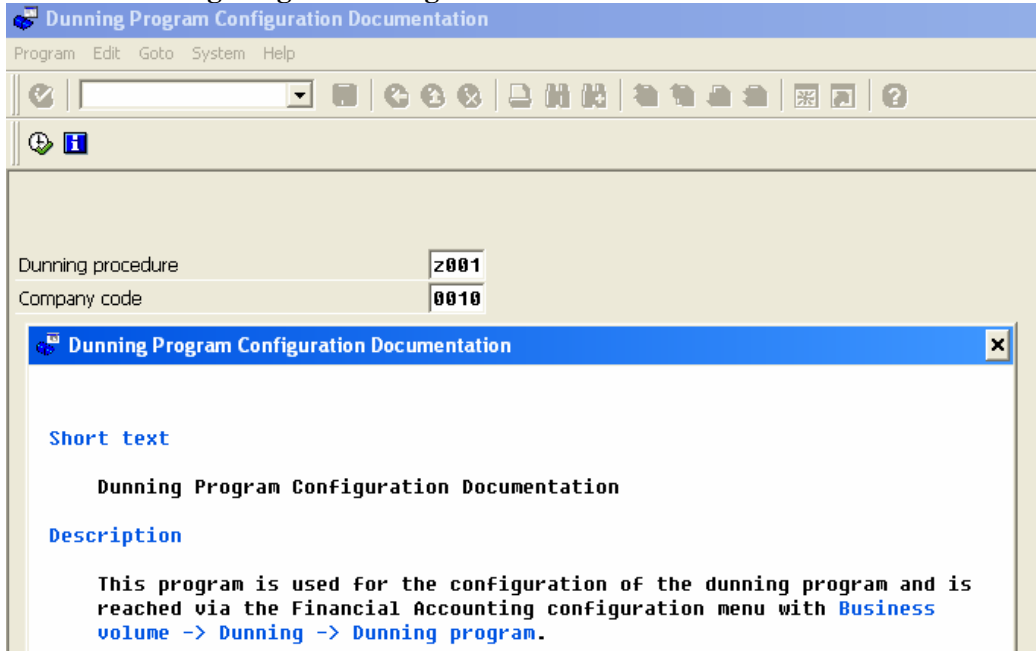 Dunning Program Configuration Documentation
Program Edit Goto System Help
Dunning procedure z001
Company code 0010
Dunning Program Configuration Documentation
Short text
Dunning Program Configuration Documentation
Description
This program is used for the configuration of the dunning program and is
reached via the Financial Accounting configuration menu with Business
volume -> Dunning -> Dunning program.